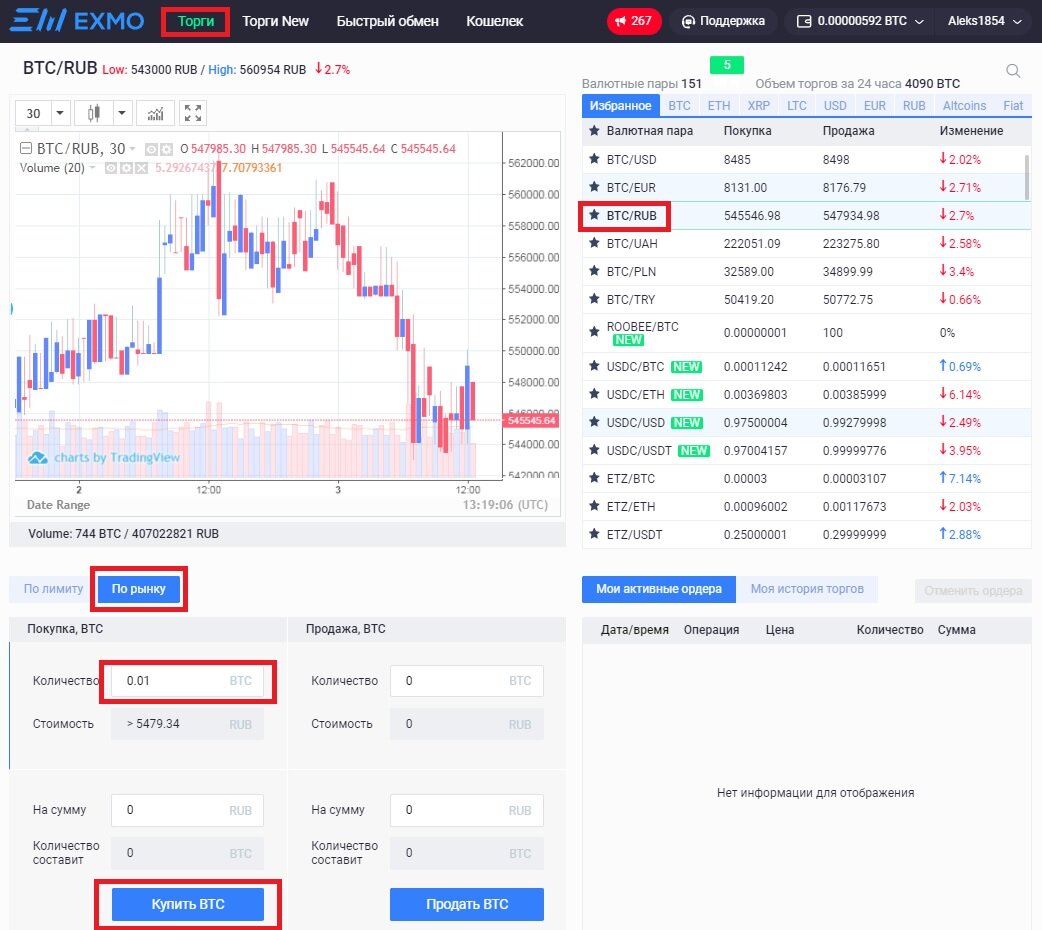 EXMO Торги Торги New Быстрый обмен Кошелек 267 Поддержка 0.00000592 BTC Aleks1854
BTC/RUB Low: 543000 RUB / High: 560954 RUB 2.7%
5
Валютные пары 151 Объем торгов за 24 часа 4090 BTC
30
BTC/RUB, 30 O 547985.30 H 547985.30 L 545545.64 C 545545.64
Volume (20) 7.70793361
562000.00
560000.00
558000.00
556000.00
554000.00
552000.00
550000.00
548000.00
545545.64
544000.00
542000.00
charts by TradingView
2 12:00 3 12:00
Date Range 13:19:06 (UTC)
Volume: 744 BTC / 407022821 RUB
Избранное BTC ETH XRP LTC USD EUR RUB Altcoins Fiat
Валютная пара Покупка Продажа Изменение
BTC/USD 8485 8498 2.02%
BTC/EUR 8131.00 8176.79 2.71%
BTC/RUB 545546.98 547934.98 2.7%
BTC/UAH 222051.09 223275.80 2.58%
BTC/PLN 32589.00 34899.99 3.4%
BTC/TRY 50419.20 50772.75 0.66%
ROOBEE/BTC 0.00000001 100 0%
NEW
USDC/BTC NEW 0.00011242 0.00011651 0.69%
USDC/ETH NEW 0.00369803 0.00385999 6.14%
USDC/USD NEW 0.97500004 0.99279998 2.49%
USDC/USDT NEW 0.97004157 0.99999776 3.95%
ETZ/BTC 0.00003 0.00003107 7.14%
ETZ/ETH 0.00096002 0.00117673 2.03%
ETZ/USDT 0.25000001 0.29999999 2.88%
По лимиту По рынку
Покупка, BTC Продажа, BTC
Количество 0.01 BTC Количество 0 BTC
Стоимость > 5479.34 RUB Стоимость 0 RUB
На сумму 0 RUB На сумму 0 RUB
Количество составит 0 BTC Количество составит 0 BTC
Купить BTC Продать BTC
Мои активные ордера Моя история торгов Отменить ордера
Дата/время Операция Цена Количество Сумма
Нет информации для отображения